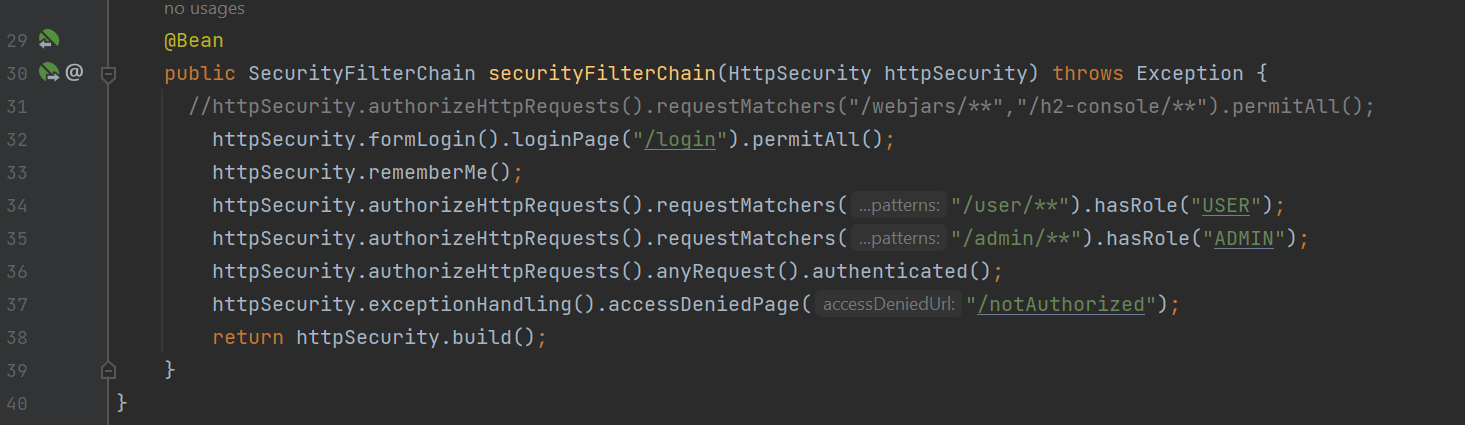 no usages
29 @Bean
30 @ public SecurityFilterChain securityFilterChain(HttpSecurity httpSecurity) throws Exception {
31 //httpSecurity.authorizeHttpRequests().requestMatchers("/webjars/**","/h2-console/**").permitAll();
32 httpSecurity.formLogin().loginPage("/login").permitAll();
33 httpSecurity.rememberMe();
34 httpSecurity.authorizeHttpRequests().requestMatchers( ...patterns: "/user/**").hasRole("USER");
35 httpSecurity.authorizeHttpRequests().requestMatchers( ...patterns: "/admin/**").hasRole("ADMIN");
36 httpSecurity.authorizeHttpRequests().anyRequest().authenticated();
37 httpSecurity.exceptionHandling().accessDeniedPage( accessDeniedUrl: "/notAuthorized");
38 return httpSecurity.build();
39 }
40 }